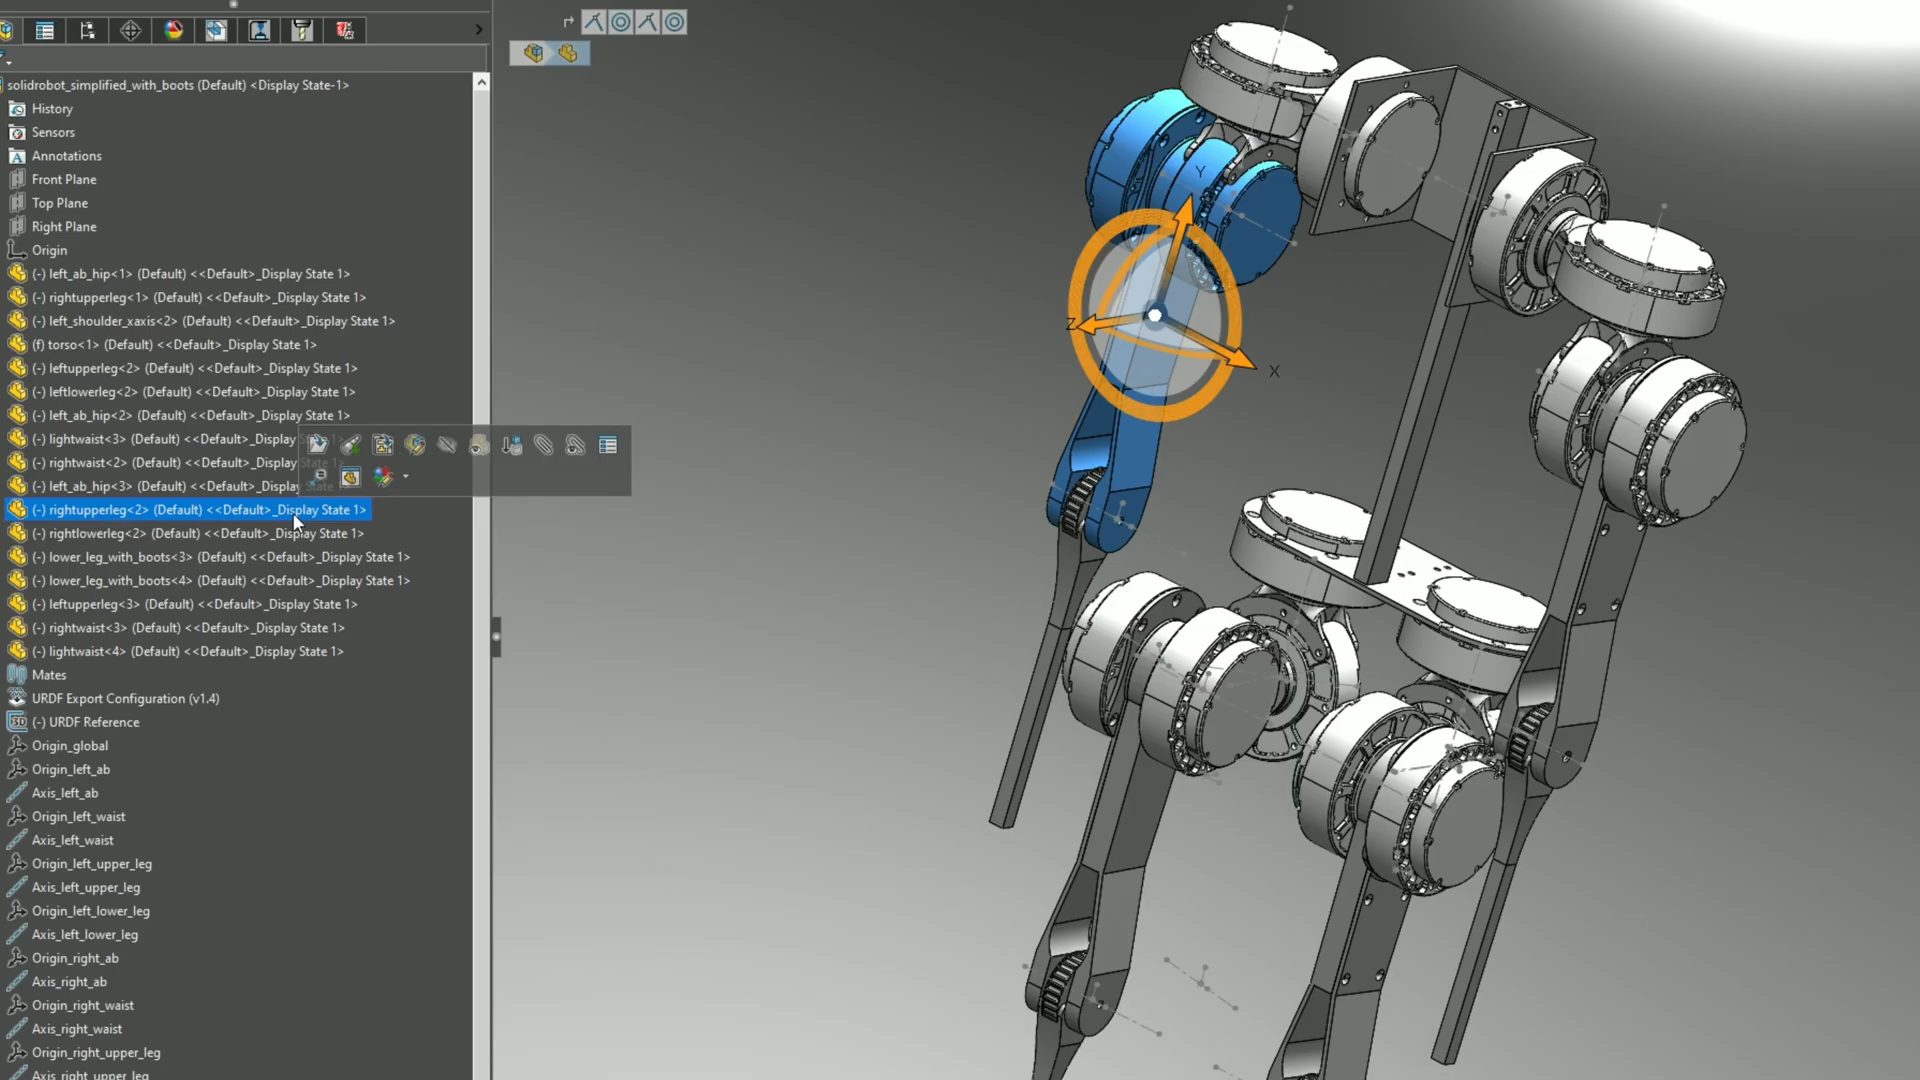 solidrobot_simplified_with_boots (Default) <Display State-1>
History
Sensors
Annotations
Front Plane
Top Plane
Right Plane
Origin
(-) left_ab_hip<1> (Default) <<Default>_Display State 1>
(-) rightupperleg<1> (Default) <<Default>_Display State 1>
(-) left_shoulder_xaxis<2> (Default) <<Default>_Display State 1>
(f) torso<1> (Default) <<Default>_Display State 1>
(-) leftupperleg<2> (Default) <<Default>_Display State 1>
(-) leftlowerleg<2> (Default) <<Default>_Display State 1>
(-) left_ab_hip<2> (Default) <<Default>_Display State 1>
(-) lightwaist<3> (Default) <<Default>_Display
(-) rightwaist<2> (Default) <<Default>_Display State 1>
(-) left_ab_hip<3> (Default) <<Default>_Display State
(-) rightupperleg<2> (Default) <<Default>_Display State 1>
(-) rightlowerleg<2> (Default) <<Default>_Display State 1>
(-) lower_leg_with_boots<3> (Default) <<Default>_Display State 1>
(-) lower_leg_with_boots<4> (Default) <<Default>_Display State 1>
(-) leftupperleg<3> (Default) <<Default>_Display State 1>
(-) rightwaist<3> (Default) <<Default>_Display State 1>
(-) lightwaist<4> (Default) <<Default>_Display State 1>
Mates
URDF Export Configuration (v1.4)
(-) URDF Reference
Origin_global
Origin_left_ab
Axis_left_ab
Origin_left_waist
Axis_left_waist
Origin_left_upper_leg
Axis_left_upper_leg
Origin_left_lower_leg
Axis_left_lower_leg
Origin_right_ab
Axis_right_ab
Origin_right_waist
Axis_right_waist
Origin_right_upper_leg
Axis_right_upper_leg
Y
Z
X